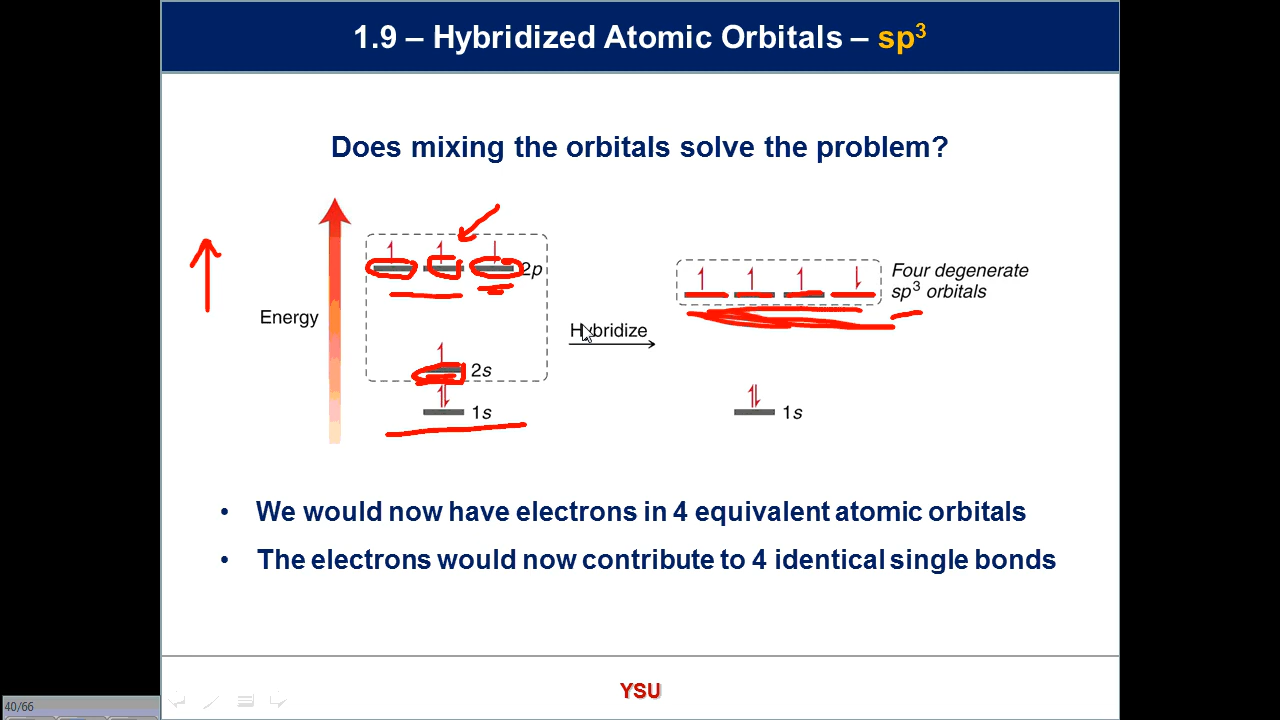 1.9 – Hybridized Atomic Orbitals – sp³
Does mixing the orbitals solve the problem?
2p
Four degenerate
sp³ orbitals
Energy
Hybridize
2s
1s
1s
• We would now have electrons in 4 equivalent atomic orbitals
• The electrons would now contribute to 4 identical single bonds
YSU
40/66